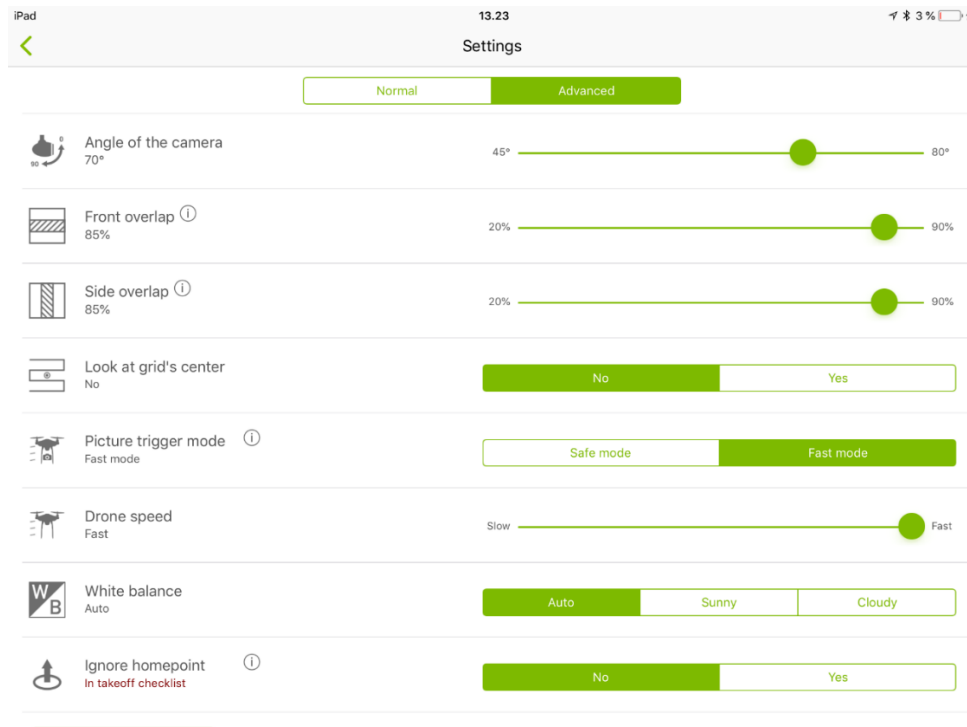 iPad 13.23 3 %
Settings
Normal Advanced
0
90
Angle of the camera
70°
45° 80°
Front overlap i
85%
20% 90%
Side overlap i
85%
20% 90%
Look at grid's center
No
No Yes
Picture trigger mode i
Fast mode
Safe mode Fast mode
Drone speed
Fast
Slow Fast
W B
White balance
Auto
Auto Sunny Cloudy
Ignore homepoint i
In takeoff checklist
No Yes